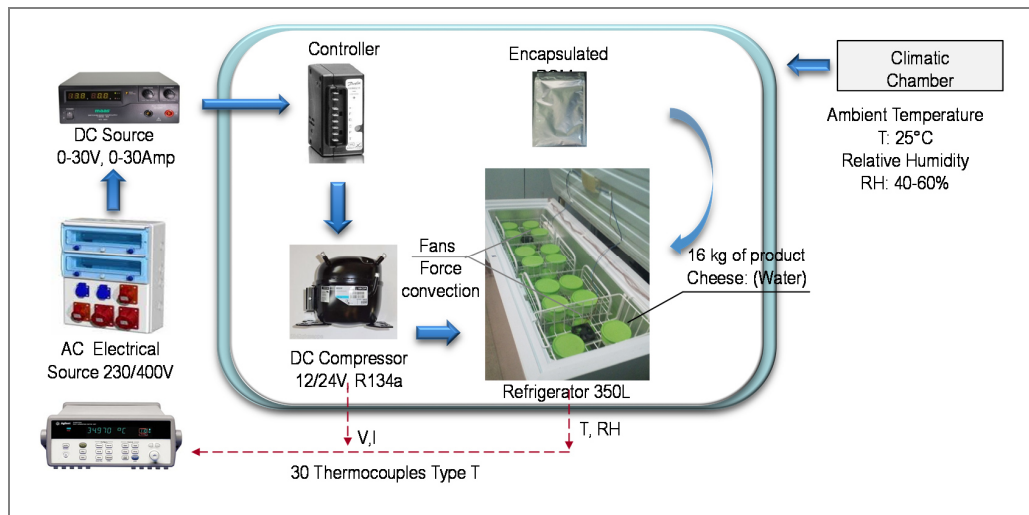 Controller
Encapsulated
Climatic
Chamber
DC Source
0-30V, 0-30Amp
Ambient Temperature
T: 25°C
Relative Humidity
RH: 40-60%
Fans
Force
convection
16 kg of product
Cheese: (Water)
AC Electrical
Source 230/400V
DC Compressor
12/24V, R134a
Refrigerator 350L
V,I
T, RH
30 Thermocouples Type T